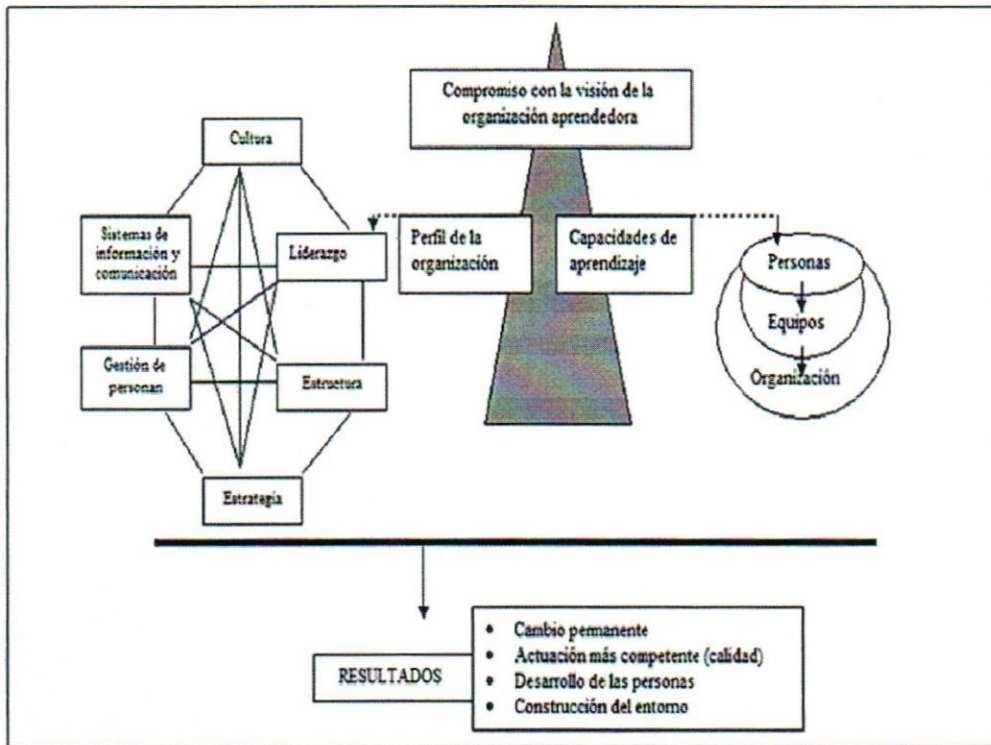 Compromiso con la visión de la
organización aprendedora
Cultura
Sistemas de
información y
comunicación
Liderazgo
Perfil de la
organización
Capacidades de
aprendizaje
Personas
Equipos
Organización
Gestión de
personan
Estructura
Estrategia
RESULTADOS
• Cambio permanente
• Actuación más competente (calidad)
• Desarrollo de las personas
• Construcción del entorno